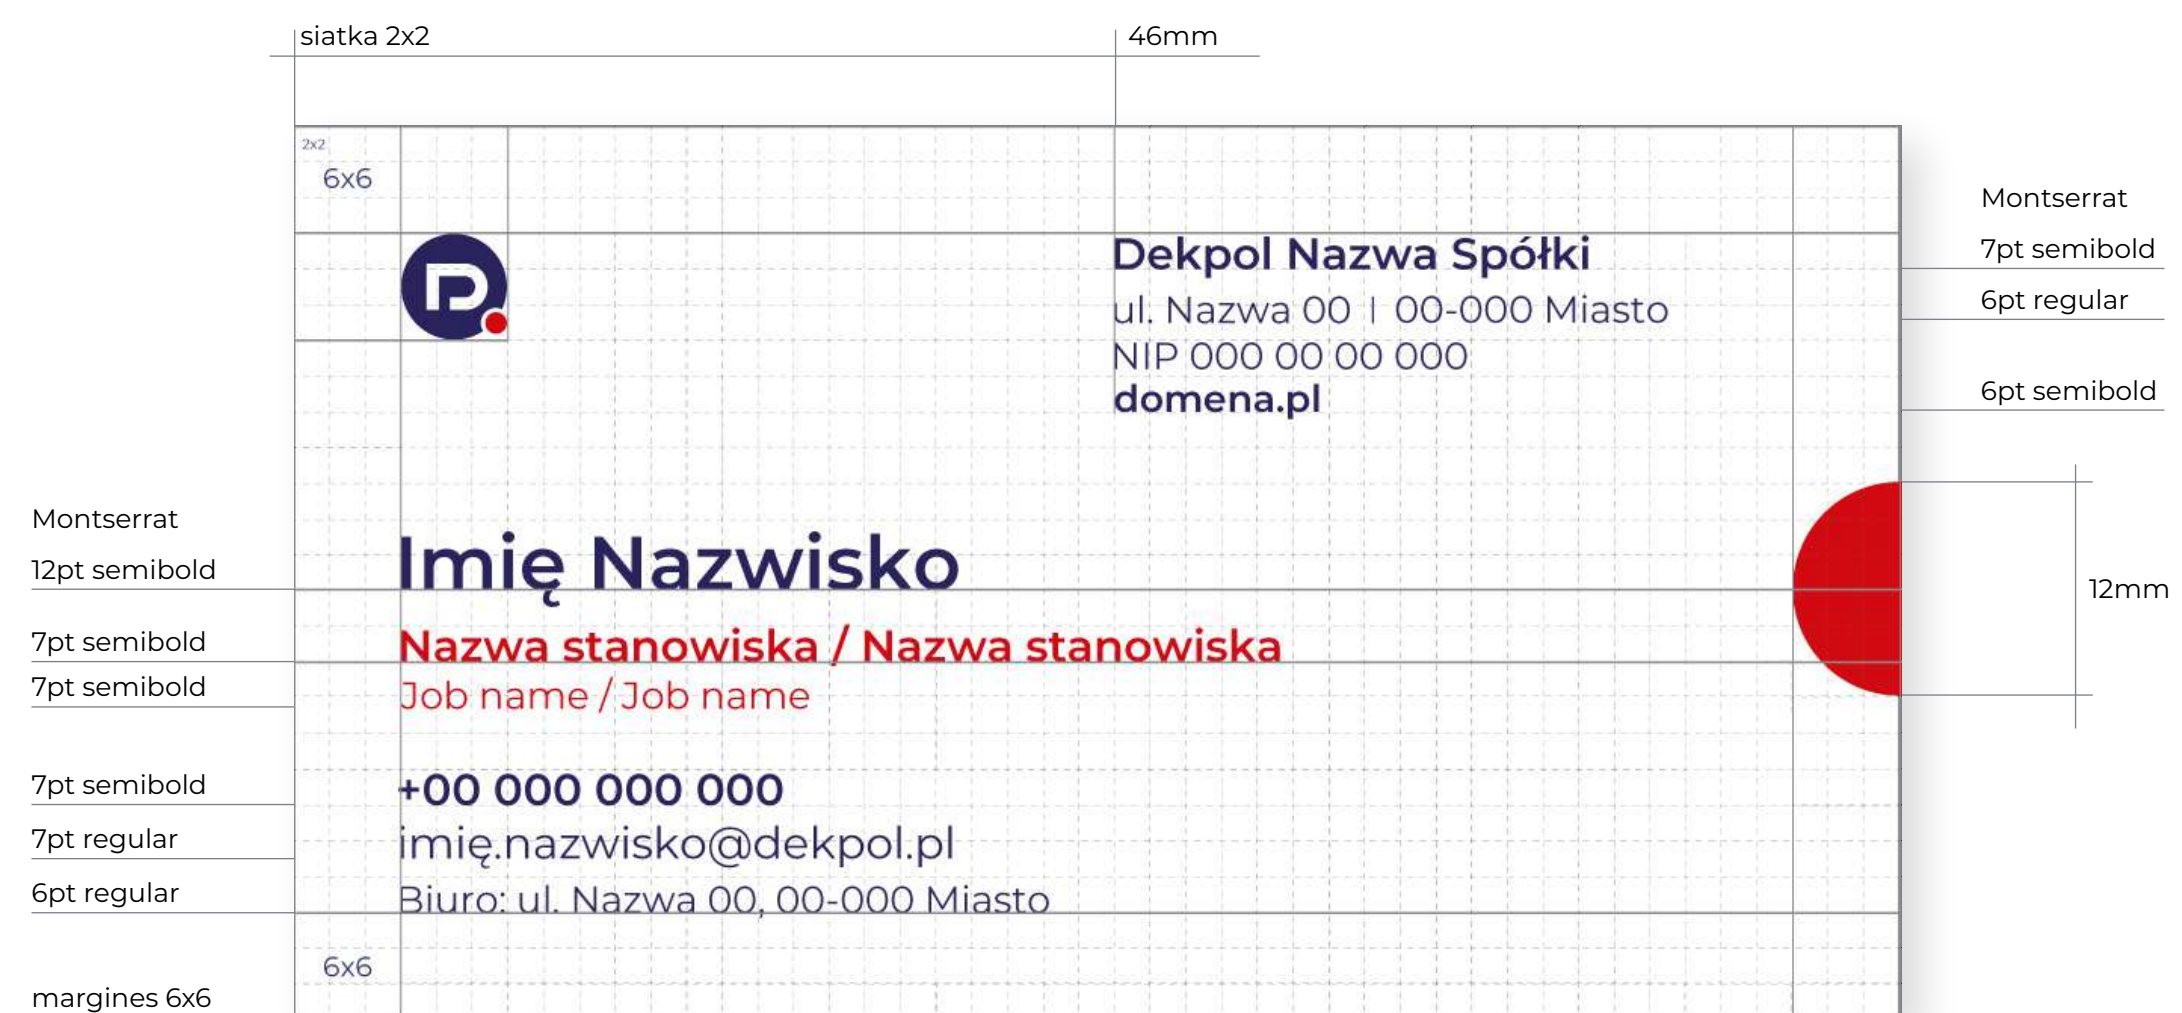 siatka 2x2
46mm
2x2
6x6
Montserrat
7pt semibold
6pt regular
6pt semibold
Dekpol Nazwa Spółki
ul. Nazwa 00 | 00-000 Miasto
NIP 000 00 00 000
domena.pl
Montserrat
12pt semibold
7pt semibold
7pt semibold
7pt semibold
7pt regular
6pt regular
margines 6x6
Imię Nazwisko
Nazwa stanowiska / Nazwa stanowiska
Job name / Job name
+00 000 000 000
imię.nazwisko@dekpol.pl
Biuro: ul. Nazwa 00, 00-000 Miasto
6x6
12mm